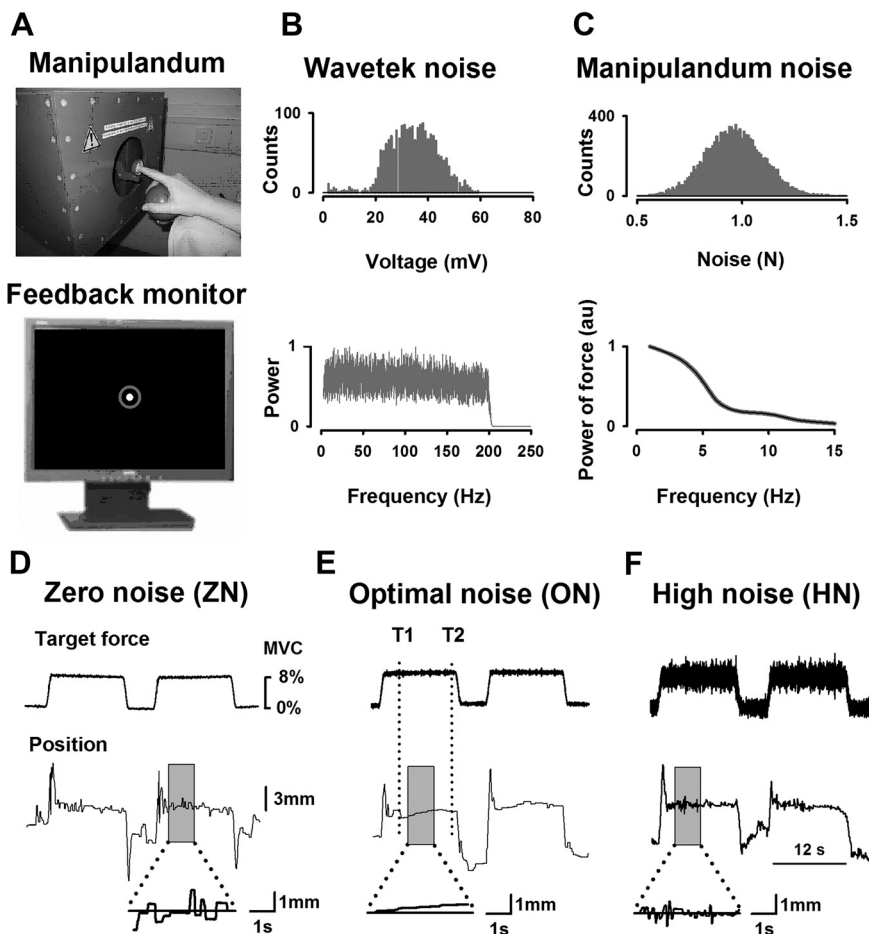 A
Manipulandum
Feedback monitor
B
Wavetek noise
100
0
Counts
0 20 40 60 80
Voltage (mV)
1
0
Power
0 50 100 150 200 250
Frequency (Hz)
C
Manipulandum noise
400
0
Counts
0.5 1.0 1.5
Noise (N)
1
0
Power of force (au)
0 5 10 15
Frequency (Hz)
D
Zero noise (ZN)
Target force
MVC
8%
0%
Position
3mm
1mm
1s
E
Optimal noise (ON)
T1 T2
1mm
1s
F
High noise (HN)
12 s
1mm
1s